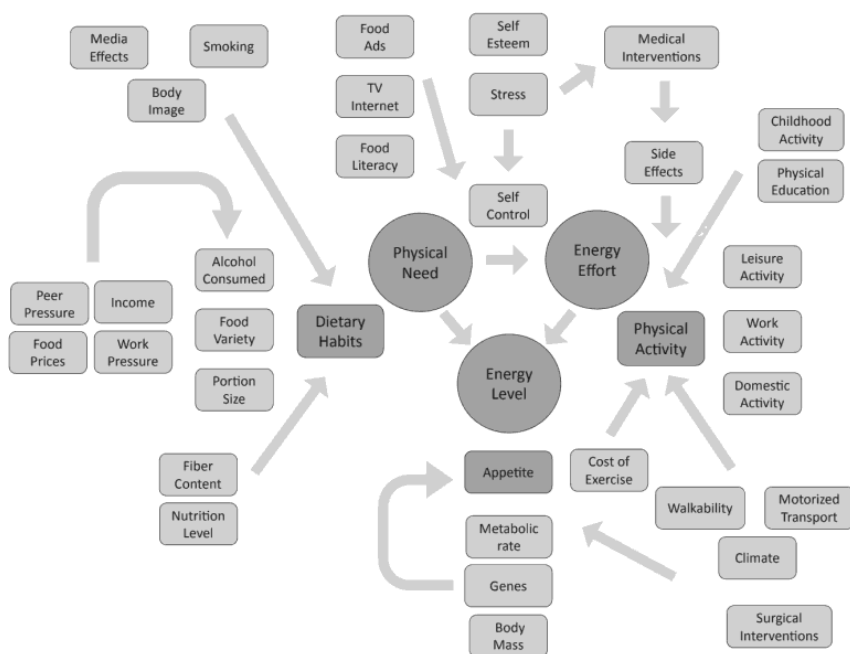 Media
Effects
Smoking
Body
Image
Food
Ads
TV
Internet
Food
Literacy
Self
Esteem
Stress
Self
Control
Medical
Interventions
Side
Effects
Childhood
Activity
Physical
Education
Physical
Need
Energy
Effort
Energy
Level
Peer
Pressure
Income
Food
Prices
Work
Pressure
Alcohol
Consumed
Food
Variety
Portion
Size
Dietary
Habits
Physical
Activity
Leisure
Activity
Work
Activity
Domestic
Activity
Fiber
Content
Nutrition
Level
Appetite
Cost of
Exercise
Metabolic
rate
Genes
Body
Mass
Walkability
Motorized
Transport
Climate
Surgical
Interventions